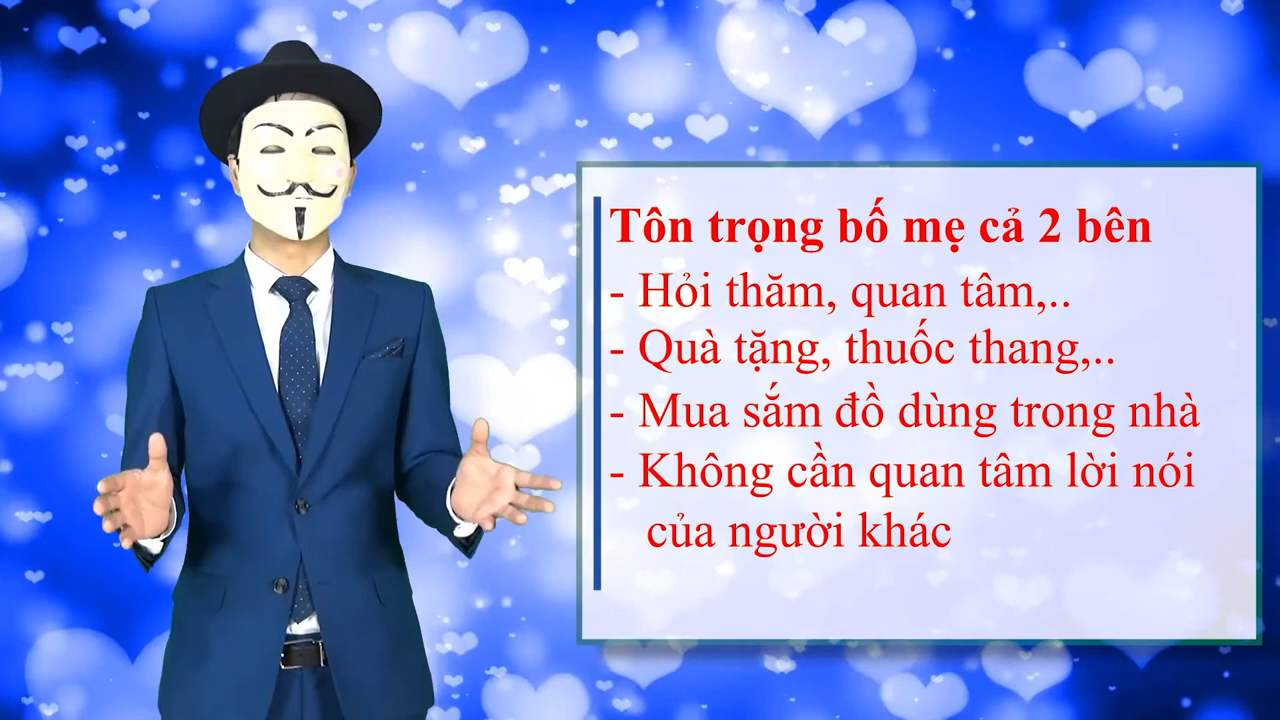 Tôn trọng bố mẹ cả 2 bên
- Hỏi thăm, quan tâm,..
- Quà tặng, thuốc thang,..
- Mua sắm đồ dùng trong nhà
- Không cần quan tâm lời nói
của người khác